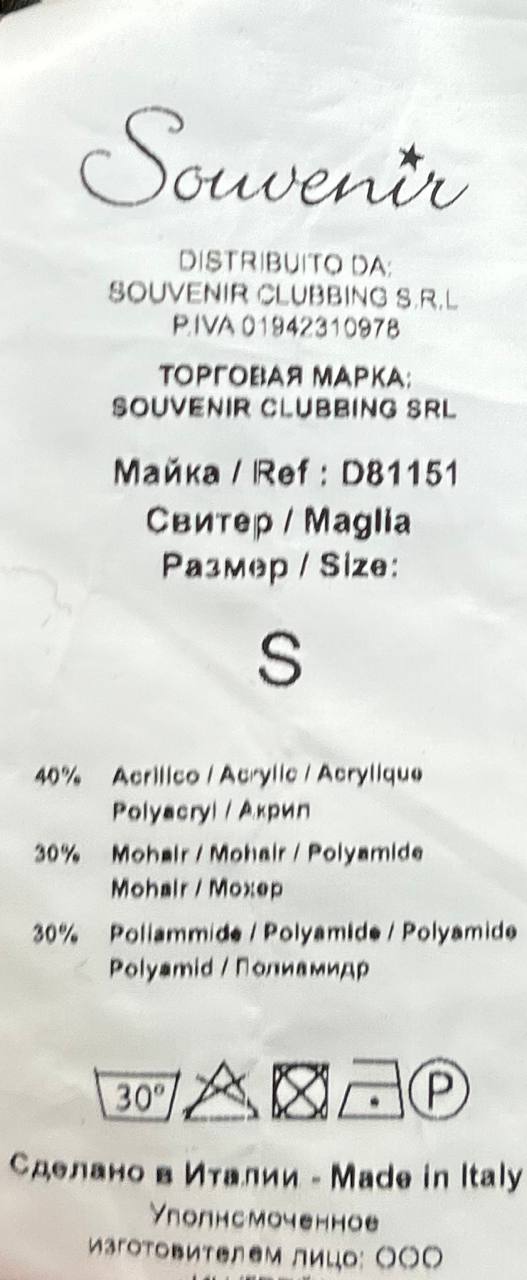 Souvenir
DISTRIBUITO DA:
SOUVENIR CLUBBING S.R.L
P.IVA 01942310978
ТОРГОВАЯ МАРКА:
SOUVENIR CLUBBING SRL
Майка / Ref : D81151
Свитер / Maglia
Размер / Size:
S
40% Acrilico / Acrylic / Acrylique
Polyacryl / Акрил
30% Mohair / Mohair / Polyamide
Mohair / Мохер
30% Poliammide / Polyamide / Polyamide
Polyamid / Полиамидр
30° P
Сделано в Италии - Made in Italy
Уполнсмоченное
изготовителем лицо: ООО